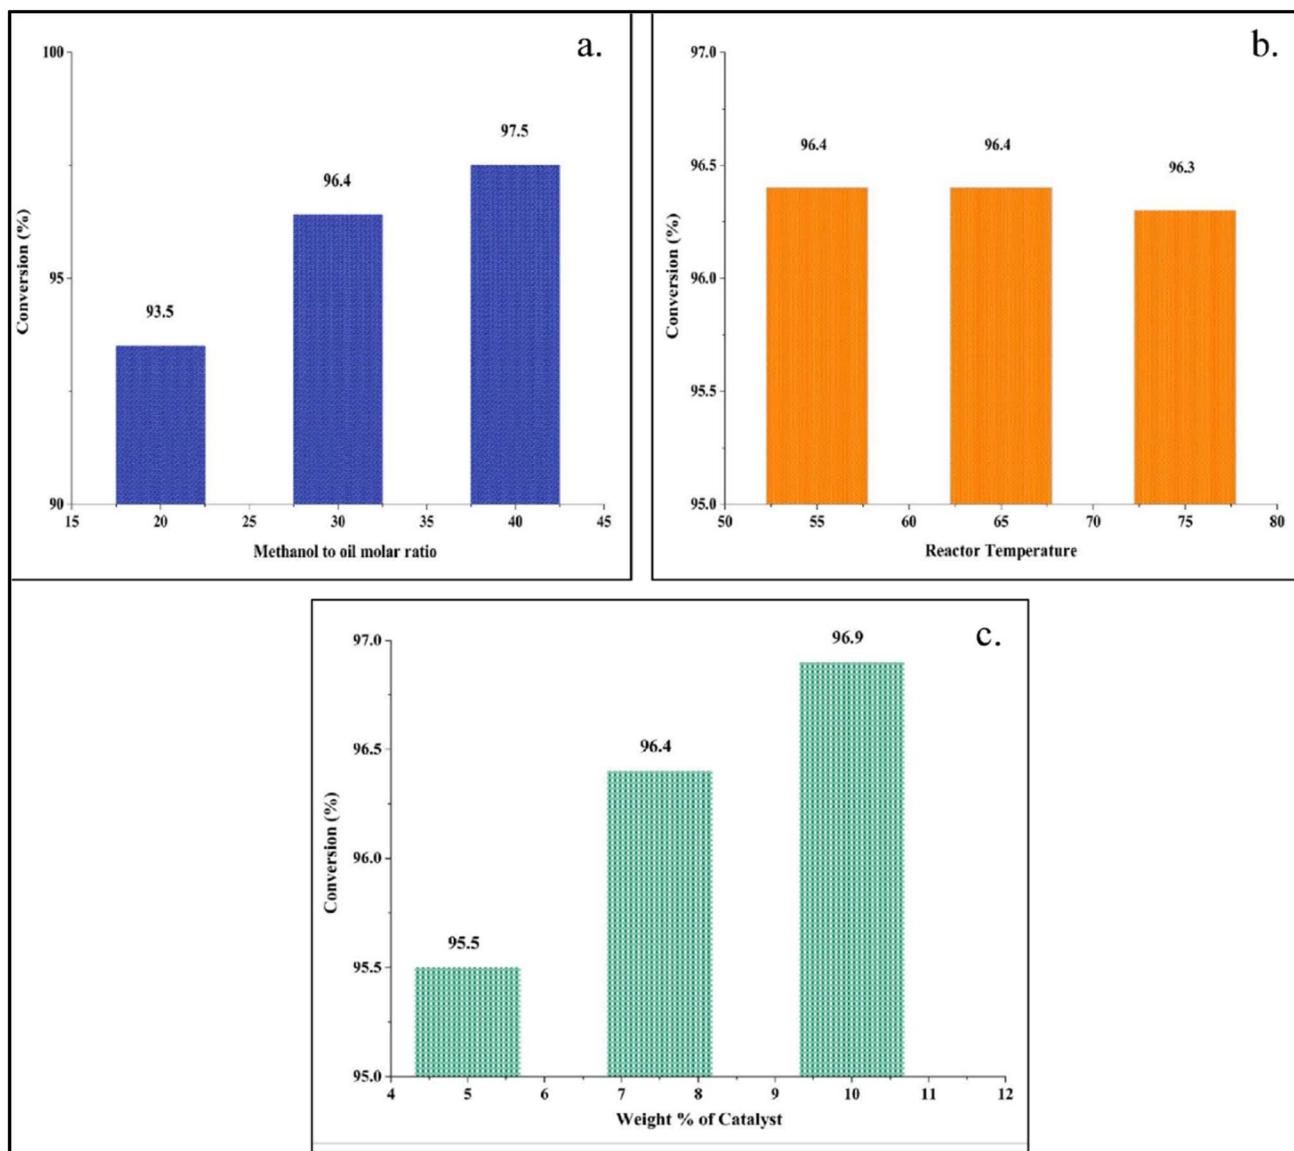 a.
100
95
90
Conversion (%)
93.5
96.4
97.5
15 20 25 30 35 40 45
Methanol to oil molar ratio
b.
97.0
96.5
96.0
95.5
95.0
Conversion (%)
96.4
96.4
96.3
50 55 60 65 70 75 80
Reactor Temperature
c.
97.0
96.5
96.0
95.5
95.0
Conversion (%)
95.5
96.4
96.9
4 5 6 7 8 9 10 11 12
Weight % of Catalyst